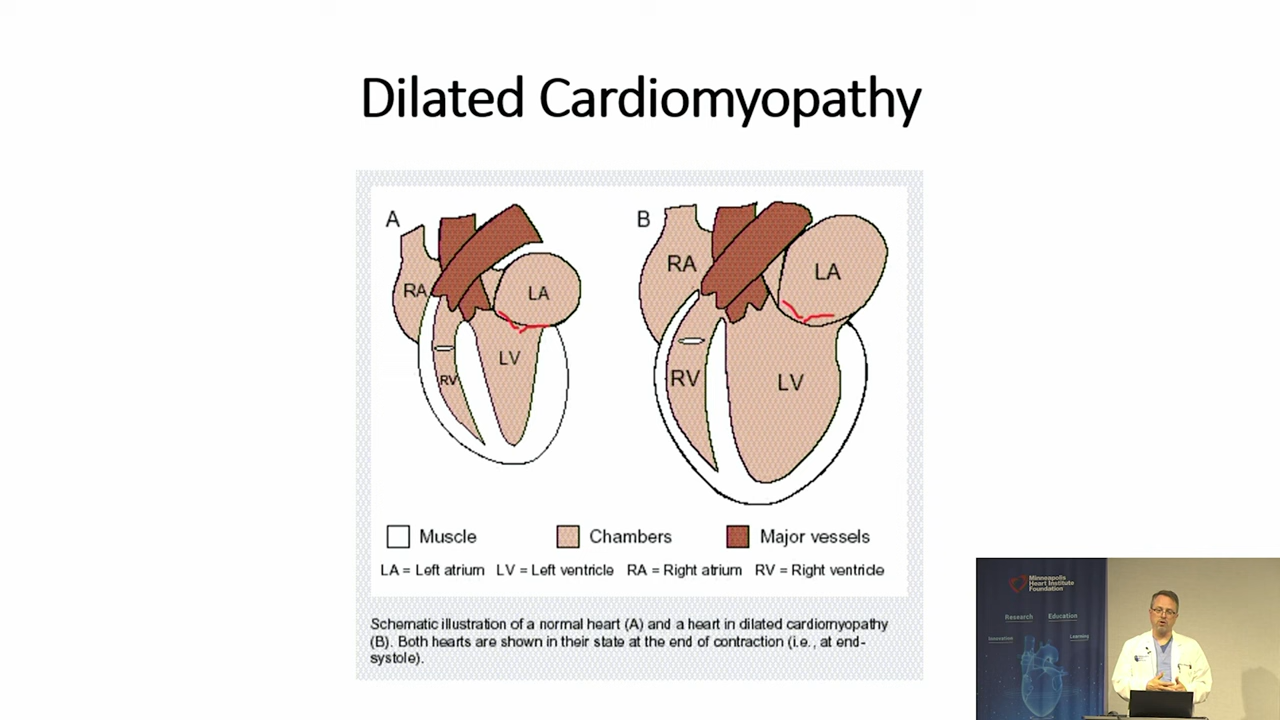 Dilated Cardiomyopathy
A
B
RA
LA
LV
RV
RA
LA
RV
LV
Muscle
Chambers
Major vessels
LA = Left atrium LV = Left ventricle RA = Right atrium RV = Right ventricle
Schematic illustration of a normal heart (A) and a heart in dilated cardiomyopathy
(B). Both hearts are shown in their state at the end of contraction (i.e., at end-
systole).
Minneapolis
Heart Institute
Foundation
Research
Education
Innovation
Learning